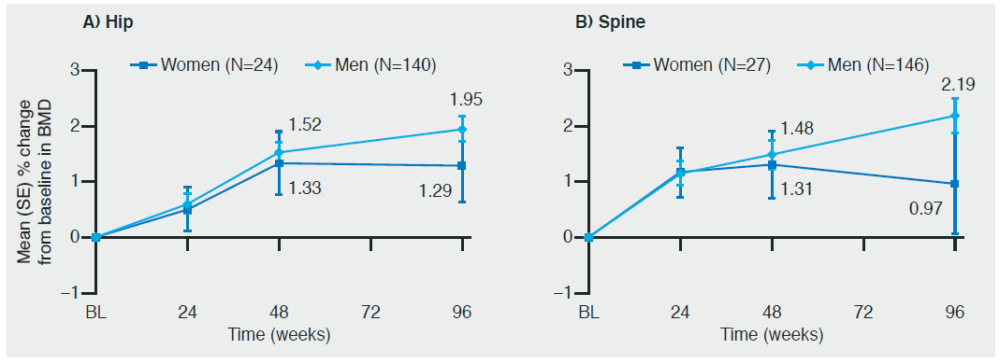 A) Hip
Women (N=24) Men (N=140)
Mean (SE) % change
from baseline in BMD
3
2
1
0
–1
1.52
1.33
1.95
1.29
BL 24 48 72 96
Time (weeks)
B) Spine
Women (N=27) Men (N=146)
3
2
1
0
–1
1.48
1.31
2.19
0.97
BL 24 48 72 96
Time (weeks)